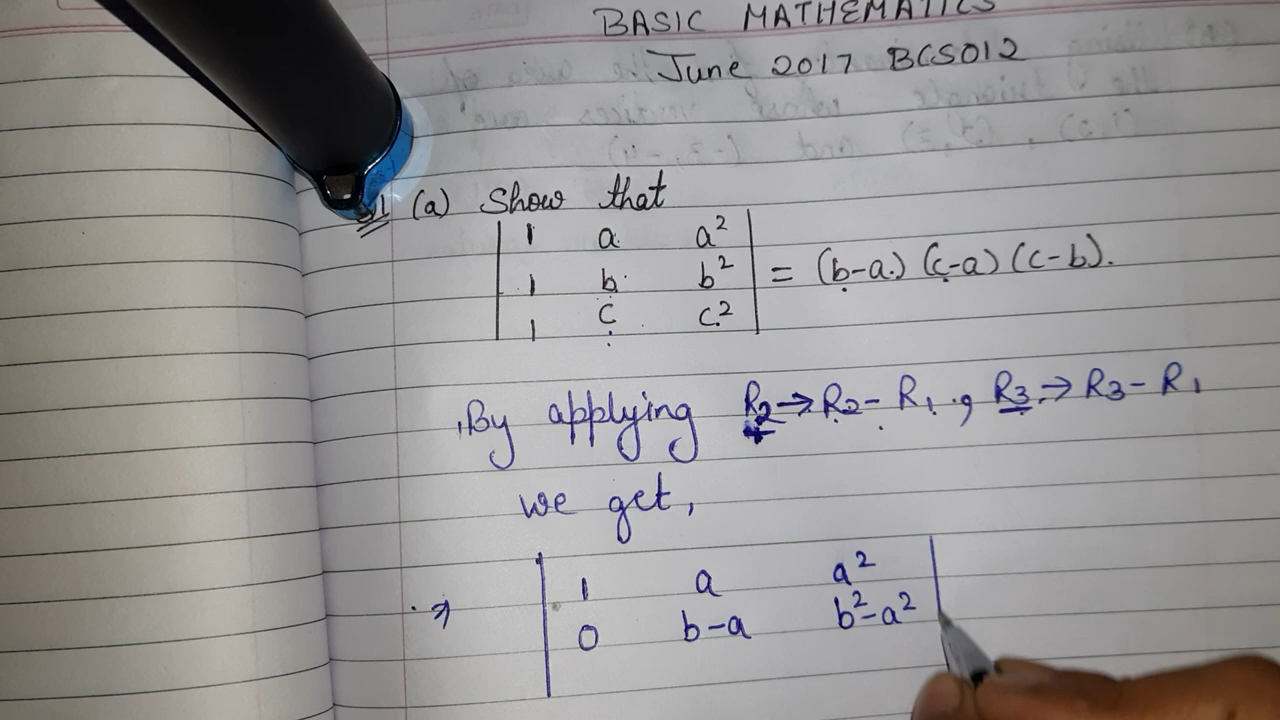 BASIC MATHEMATICS
June 2017 BCS012
Q1 (a) Show that
| 1 a a² |
| 1 b b² | = (b-a) (c-a) (c-b).
| 1 c c² |
By applying R2→R2-R1, R3→R3-R1
we get,
⇒ | 1 a a² |
| 0 b-a b²-a² |